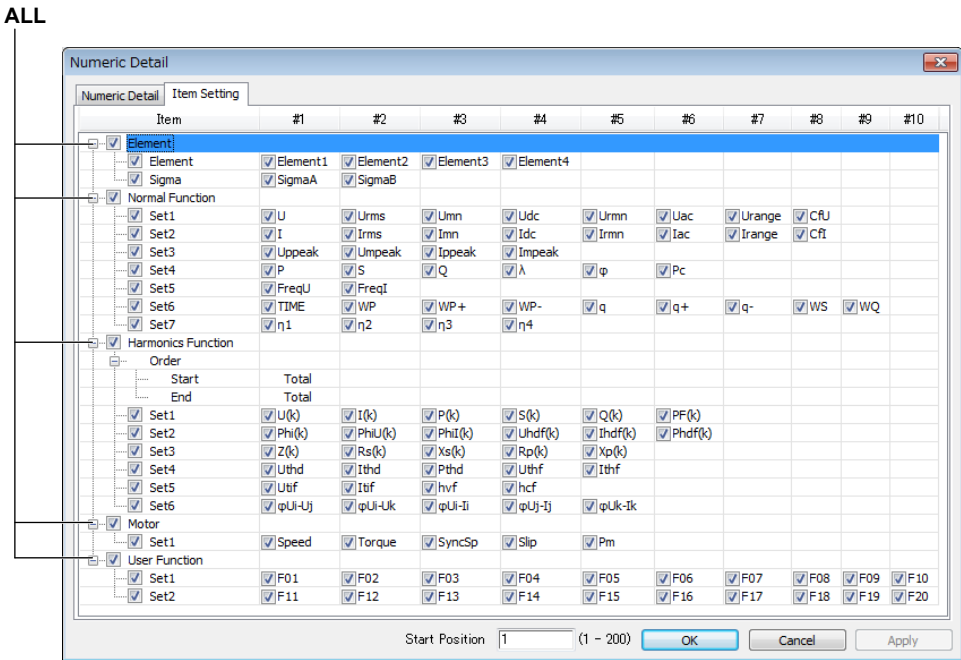 ALL
Numeric Detail
Numeric Detail Item Setting
Item #1 #2 #3 #4 #5 #6 #7 #8 #9 #10
Element
Element Element1 Element2 Element3 Element4
Sigma SigmaA SigmaB
Normal Function
Set1 U Urms Umn Udc Urmn Uac Urange CfU
Set2 I Irms Imn Idc Irmn Iac Irange CfI
Set3 Uppeak Umpeak Ippeak Impeak
Set4 P S Q λ φ Pc
Set5 FreqU FreqI
Set6 TIME WP WP+ WP- q q+ q- WS WQ
Set7 η1 η2 η3 η4
Harmonics Function
Order
Start Total
End Total
Set1 U(k) I(k) P(k) S(k) Q(k) PF(k)
Set2 Phi(k) PhiU(k) PhiI(k) Uhdf(k) Ihdf(k) Phdf(k)
Set3 Z(k) Rs(k) Xs(k) Rp(k) Xp(k)
Set4 Uthd Ithd Pthd Uthf Ithf
Set5 Utif Itif hvf hcf
Set6 φUi-Uj φUi-Uk φUi-Ii φUj-Ij φUk-Ik
Motor
Set1 Speed Torque SyncSp Slip Pm
User Function
Set1 F01 F02 F03 F04 F05 F06 F07 F08 F09 F10
Set2 F11 F12 F13 F14 F15 F16 F17 F18 F19 F20
Start Position 1 (1 - 200) OK Cancel Apply